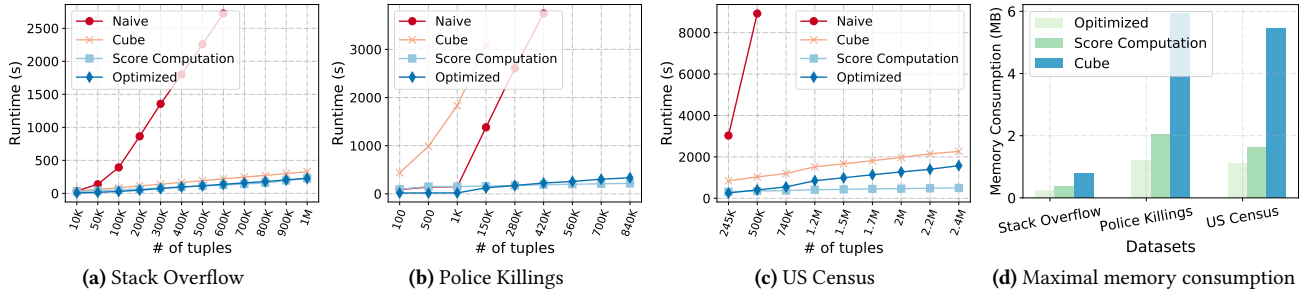 2500
2000
1500
1000
500
0
Runtime (s)
Naive
Cube
Score Computation
Optimized
10K
50K
100K
200K
300K
400K
500K
600K
700K
800K
900K
1M
# of tuples
(a) Stack Overflow
3000
2000
1000
0
Runtime (s)
Naive
Cube
Score Computation
Optimized
100
500
1K
150K
280K
420K
560K
700K
840K
# of tuples
(b) Police Killings
8000
6000
4000
2000
0
Runtime (s)
Naive
Cube
Score Computation
Optimized
245K
500K
740K
1.2M
1.5M
1.7M
2M
2.2M
2.4M
# of tuples
(c) US Census
6
4
2
0
Memory Consumption (MB)
Opitimized
Score Computation
Cube
Stack Overflow
Police Killings
US Census
Datasets
(d) Maximal memory consumption